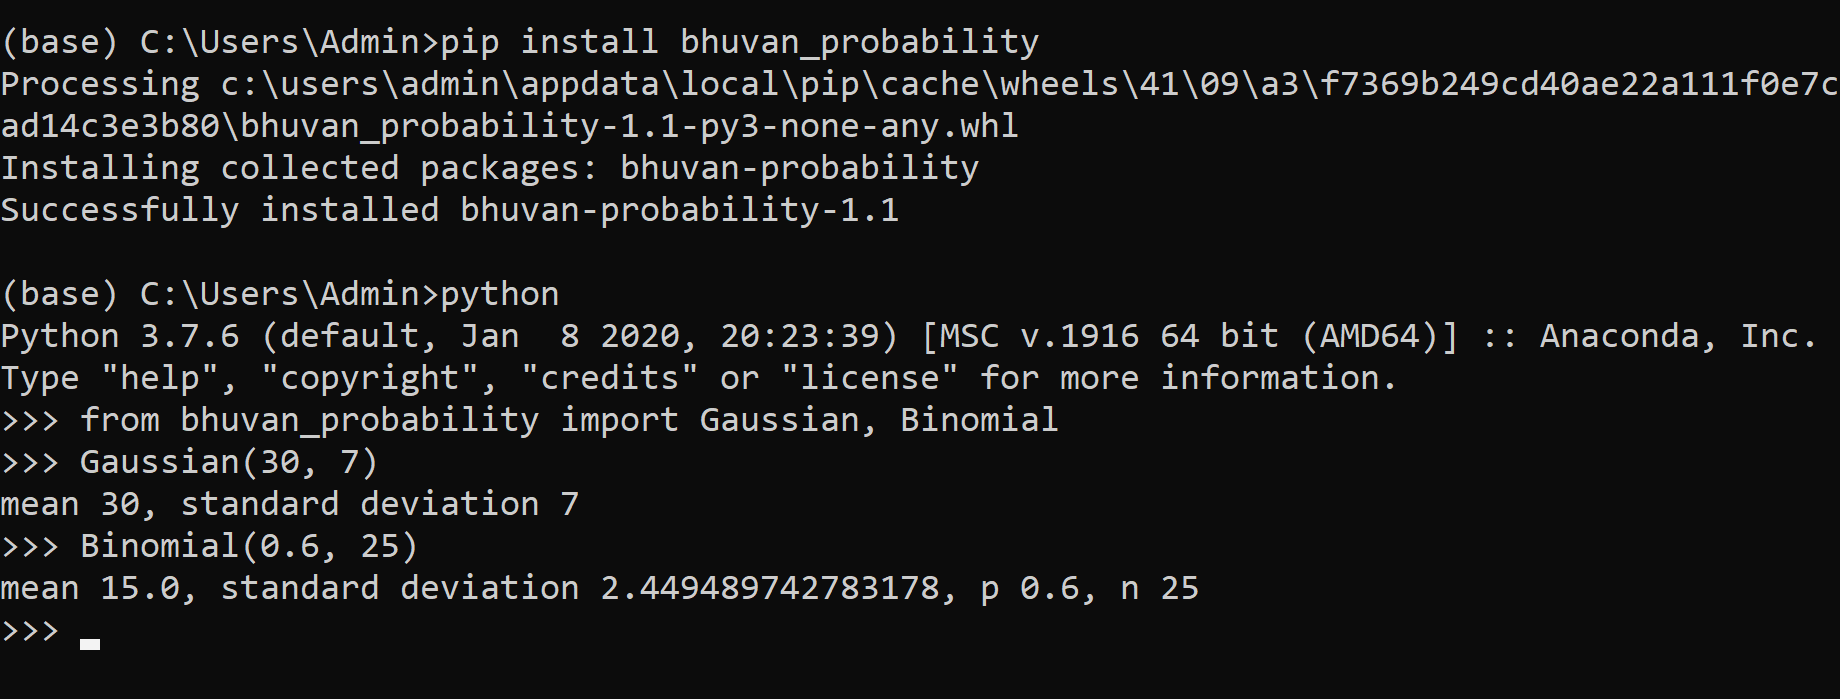 (base) C:\Users\Admin>pip install bhuvan_probability
Processing c:\users\admin\appdata\local\pip\cache\wheels\41\09\a3\f7369b249cd40ae22a111f0e7c
ad14c3e3b80\bhuvan_probability-1.1-py3-none-any.whl
Installing collected packages: bhuvan-probability
Successfully installed bhuvan-probability-1.1
(base) C:\Users\Admin>python
Python 3.7.6 (default, Jan  8 2020, 20:23:39) [MSC v.1916 64 bit (AMD64)] :: Anaconda, Inc.
Type "help", "copyright", "credits" or "license" for more information.
>>> from bhuvan_probability import Gaussian, Binomial
>>> Gaussian(30, 7)
mean 30, standard deviation 7
>>> Binomial(0.6, 25)
mean 15.0, standard deviation 2.449489742783178, p 0.6, n 25
>>>